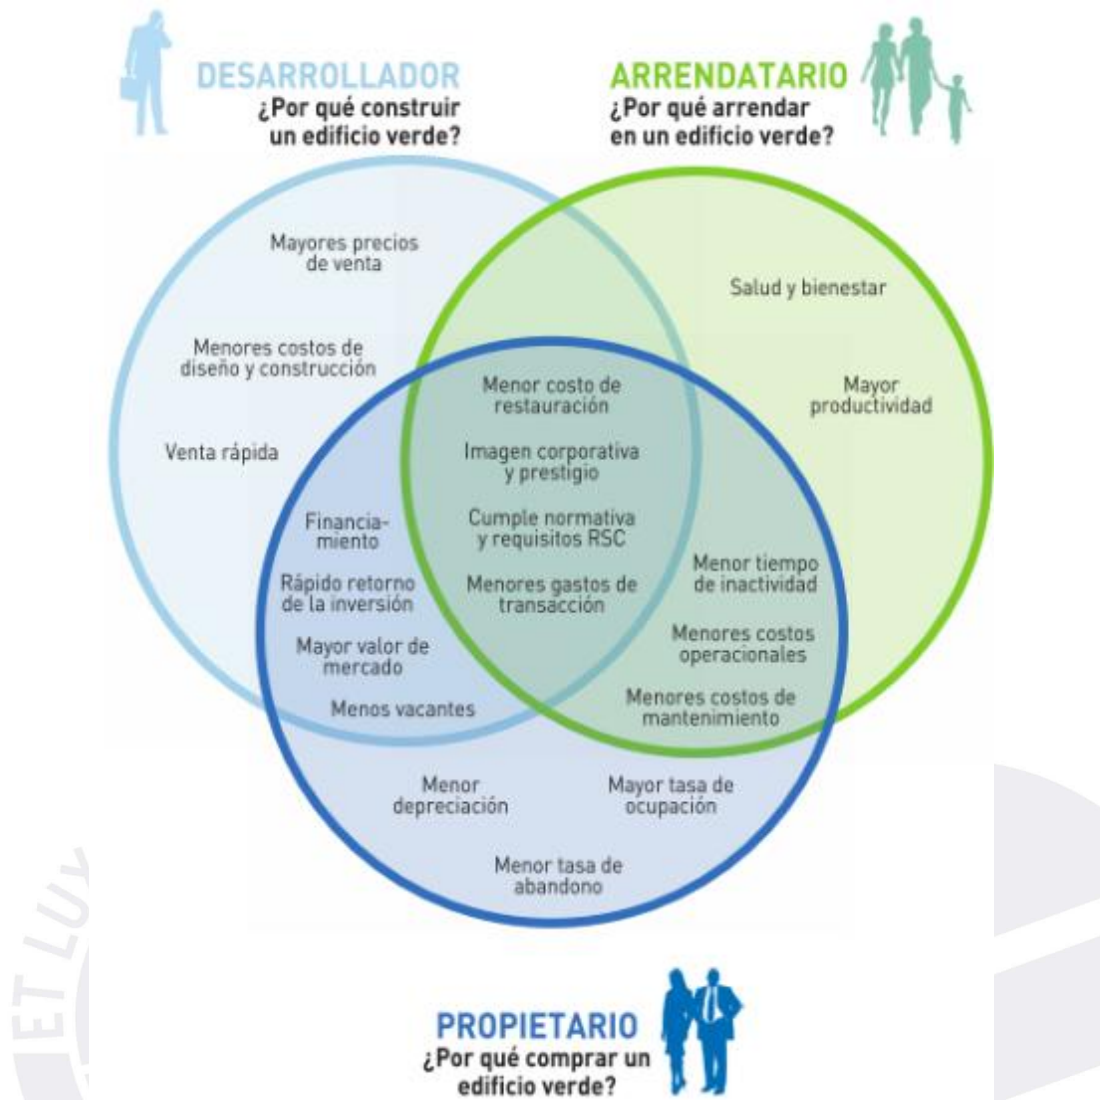 DESARROLLADOR
¿Por qué construir
un edificio verde?
ARRENDATARIO
¿Por qué arrendar
en un edificio verde?
Mayores precios
de venta
Menores costos de
diseño y construcción
Venta rápida
Salud y bienestar
Mayor
productividad
Menor costo de
restauración
Imagen corporativa
y prestigio
Cumple normativa
y requisitos RSC
Menores gastos de
transacción
Financia-
miento
Rápido retorno
de la inversión
Mayor valor de
mercado
Menos vacantes
Menor tiempo
de inactividad
Menores costos
operacionales
Menores costos de
mantenimiento
Menor
depreciación
Mayor tasa de
ocupación
Menor tasa de
abandono
PROPIETARIO
¿Por qué comprar un
edificio verde?
ET LUX